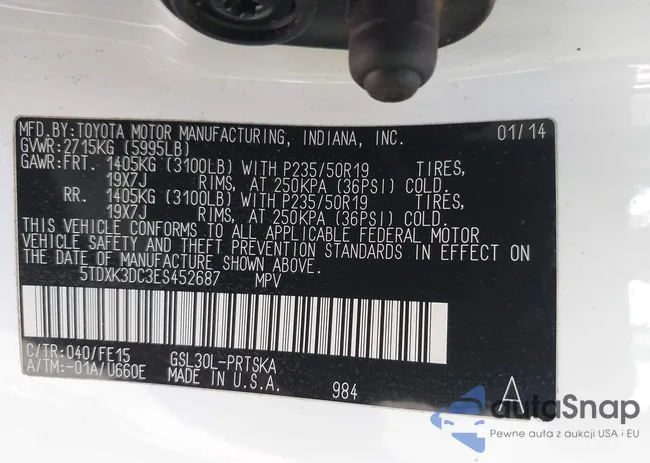 MFD.BY: TOYOTA MOTOR MANUFACTURING, INDIANA, INC. 01/14
GVWR: 2715KG (5995LB)
GAWR: FRT. 1405KG (3100LB) WITH P235/50R19 TIRES,
19X7J RIMS, AT 250KPA (36PSI) COLD.
RR. 1405KG (3100LB) WITH P235/50R19 TIRES,
19X7J RIMS, AT 250KPA (36PSI) COLD.
THIS VEHICLE CONFORMS TO ALL APPLICABLE FEDERAL MOTOR
VEHICLE SAFETY AND THEFT PREVENTION STANDARDS IN EFFECT ON
THE DATE OF MANUFACTURE SHOWN ABOVE.
5TDXK3DC3ES452687 MPV
C/TR: 040/FE15 GSL30L-PRTSKA
A/TM: -01A/U660E MADE IN U.S.A. 984 A
autoSnap
Pewne auta z aukcji USA i EU